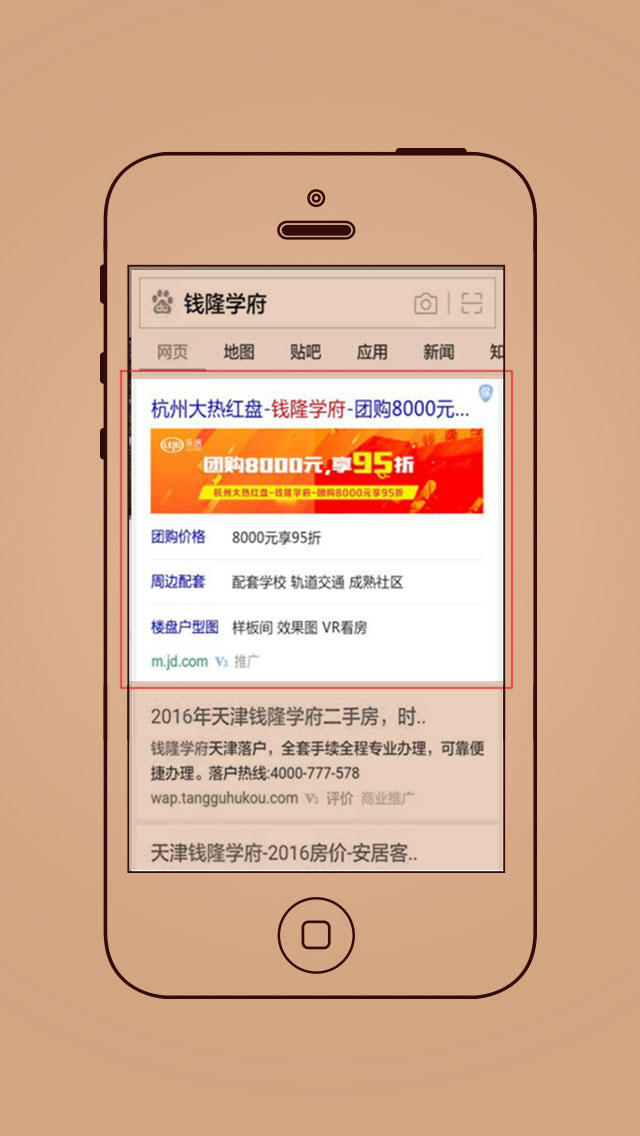 钱隆学府
网页 地图 贴吧 应用 新闻 知
杭州大热红盘-钱隆学府-团购8000元...
LEJU 乐居
团购8000元,享95折
杭州大热红盘-钱隆学府-团购8000元享95折
团购价格 8000元享95折
周边配套 配套学校 轨道交通 成熟社区
楼盘户型图 样板间 效果图 VR看房
m.jd.com V3 推广
2016年天津钱隆学府二手房，时..
钱隆学府天津落户，全套手续全程专业办理，可靠便
捷办理。落户热线:4000-777-578
wap.tangguhukou.com V3 评价 商业推广
天津钱隆学府-2016房价-安居客..